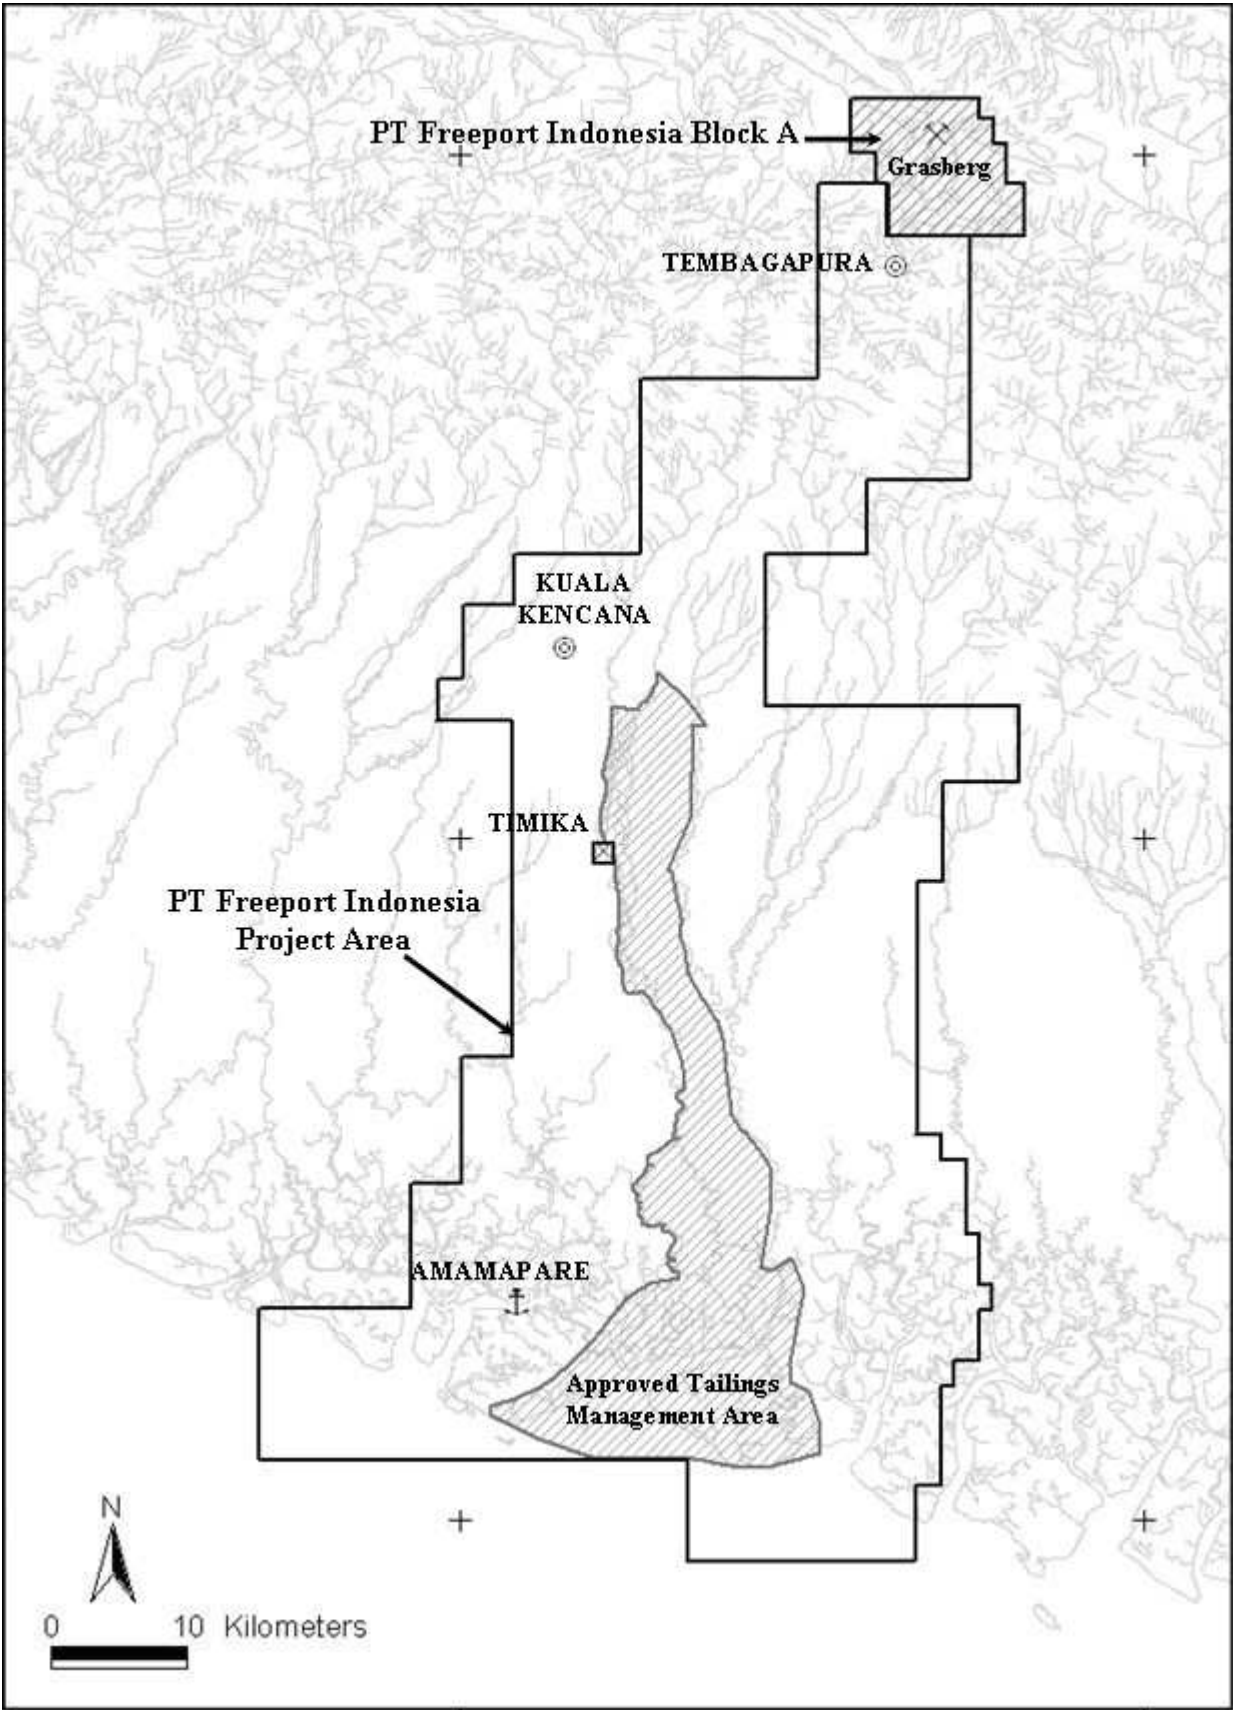 PT Freeport Indonesia Block A
Grasberg
TEMBAGAPURA
KUALA
KENCANA
TIMIKA
PT Freeport Indonesia
Project Area
AMAMAPARE
Approved Tailings
Management Area
N
0 10 Kilometers